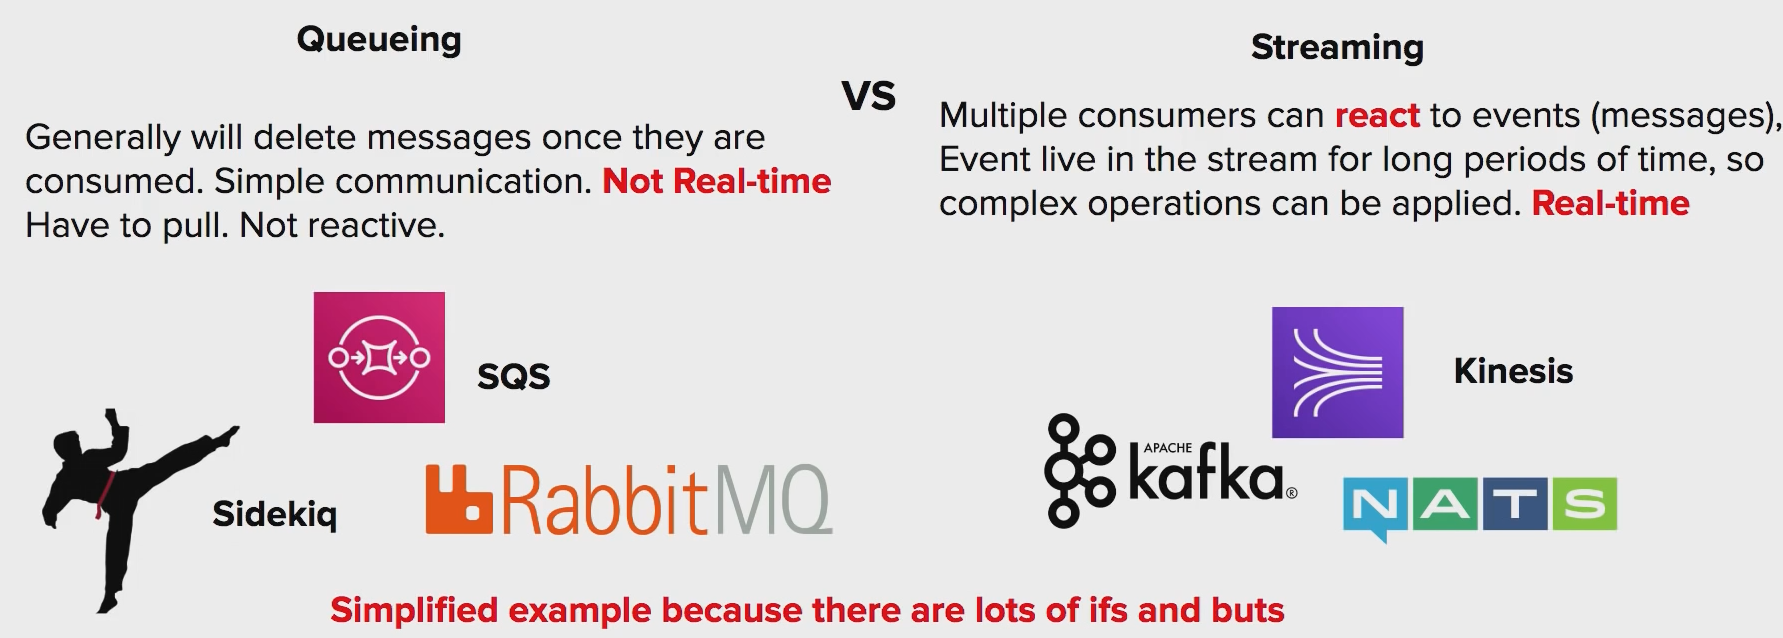 Queueing
Generally will delete messages once they are
consumed. Simple communication. Not Real-time
Have to pull. Not reactive.
SQS
Sidekiq
RabbitMQ
VS
Streaming
Multiple consumers can react to events (messages),
Event live in the stream for long periods of time, so
complex operations can be applied. Real-time
Kinesis
APACHE
kafka®
NATS
Simplified example because there are lots of ifs and buts